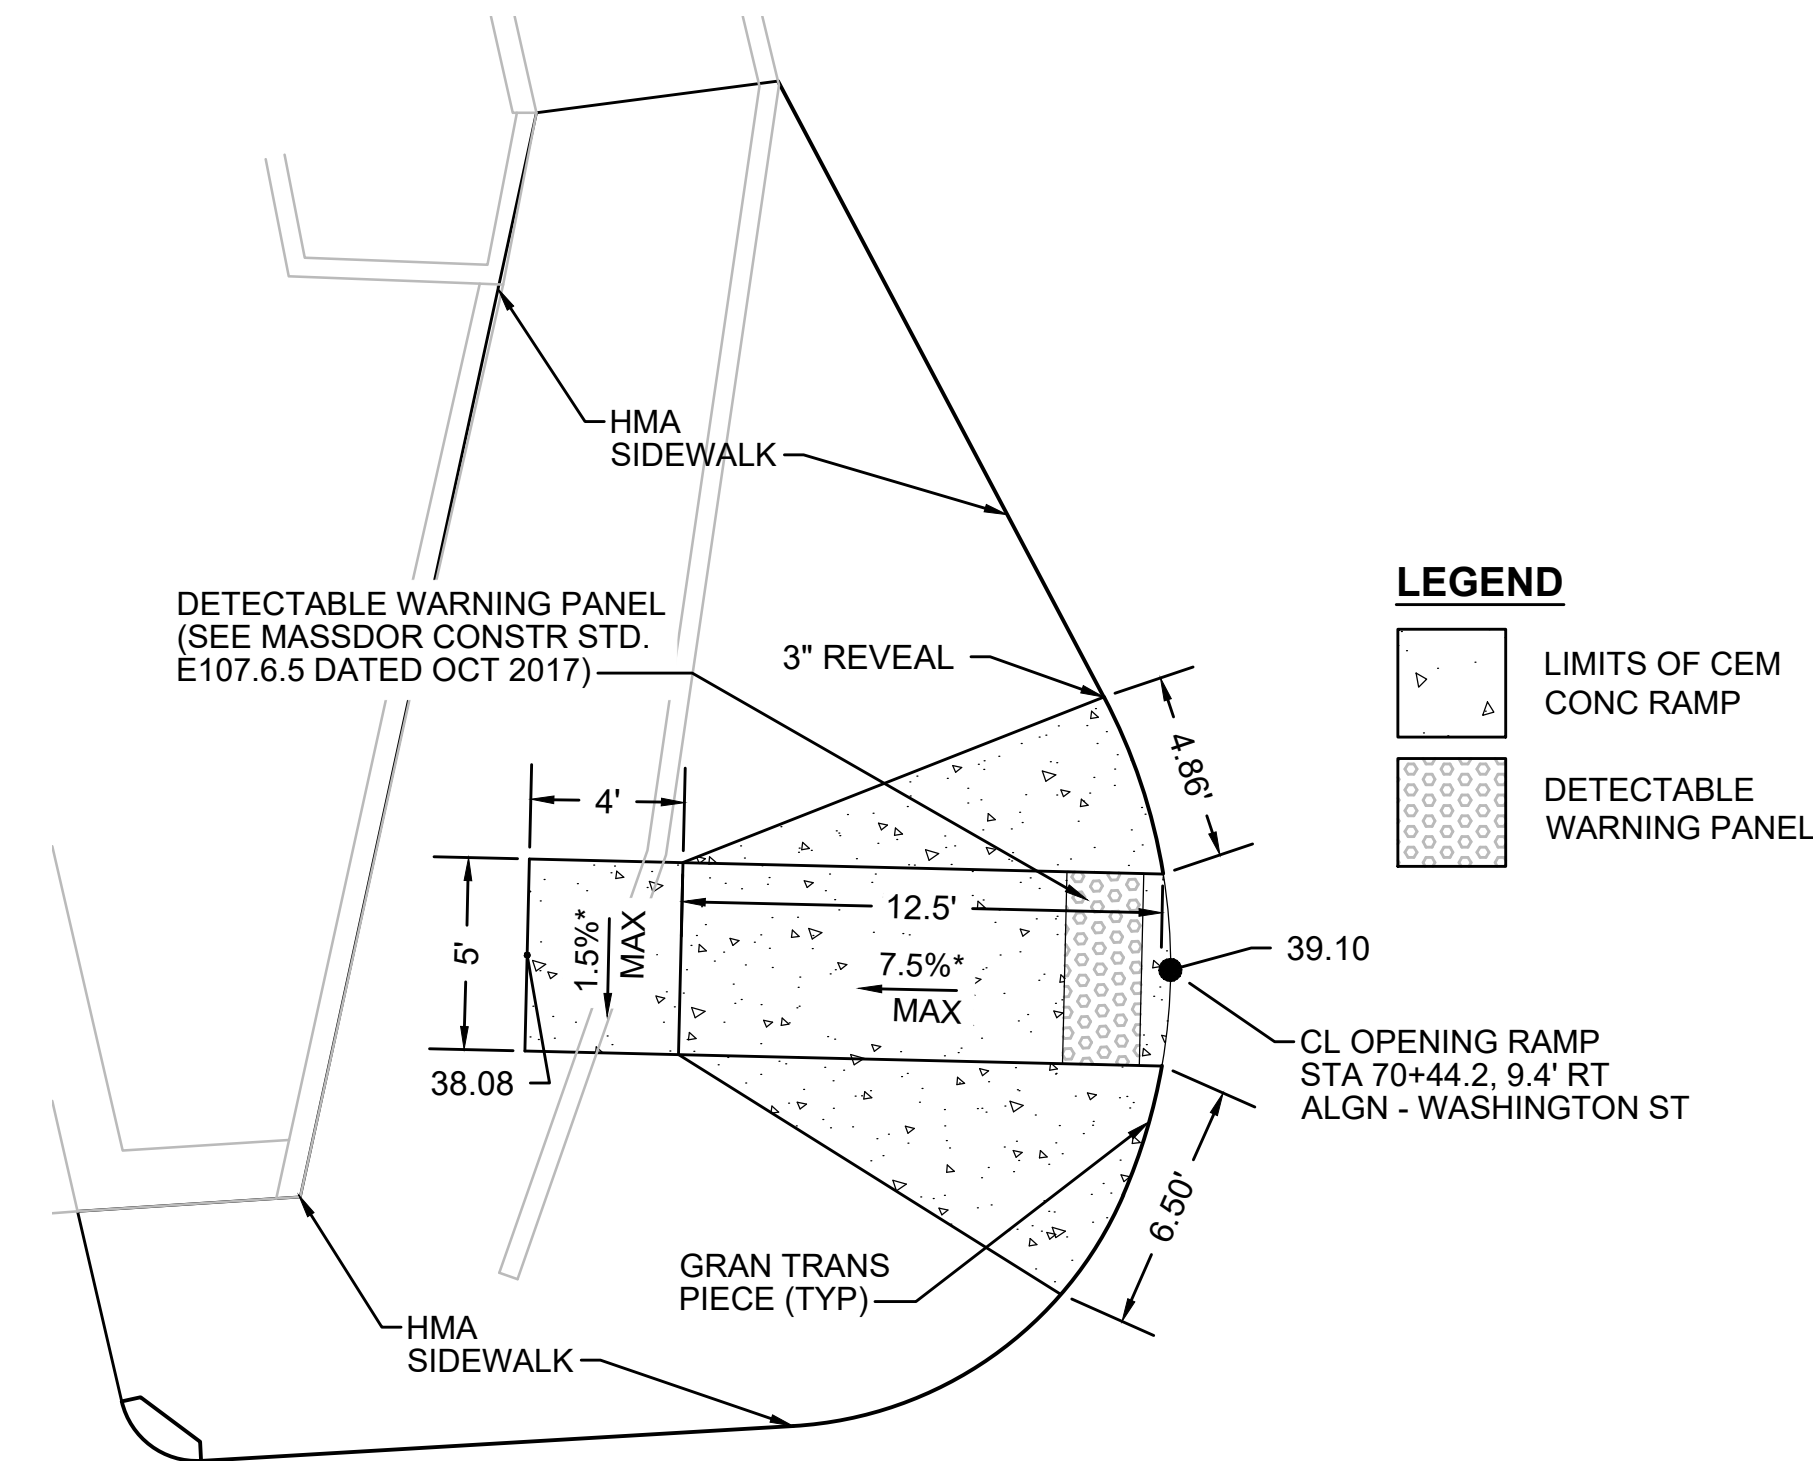 HMA
SIDEWALK
DETECTABLE WARNING PANEL
(SEE MASSDOR CONSTR STD.
E107.6.5 DATED OCT 2017)
3" REVEAL
LEGEND
LIMITS OF CEM
CONC RAMP
DETECTABLE
WARNING PANEL
4.86'
4'
12.5'
5'
1.5%*
MAX
7.5%*
MAX
39.10
38.08
CL OPENING RAMP
STA 70+44.2, 9.4' RT
ALGN - WASHINGTON ST
6.50'
GRAN TRANS
PIECE (TYP)
HMA
SIDEWALK